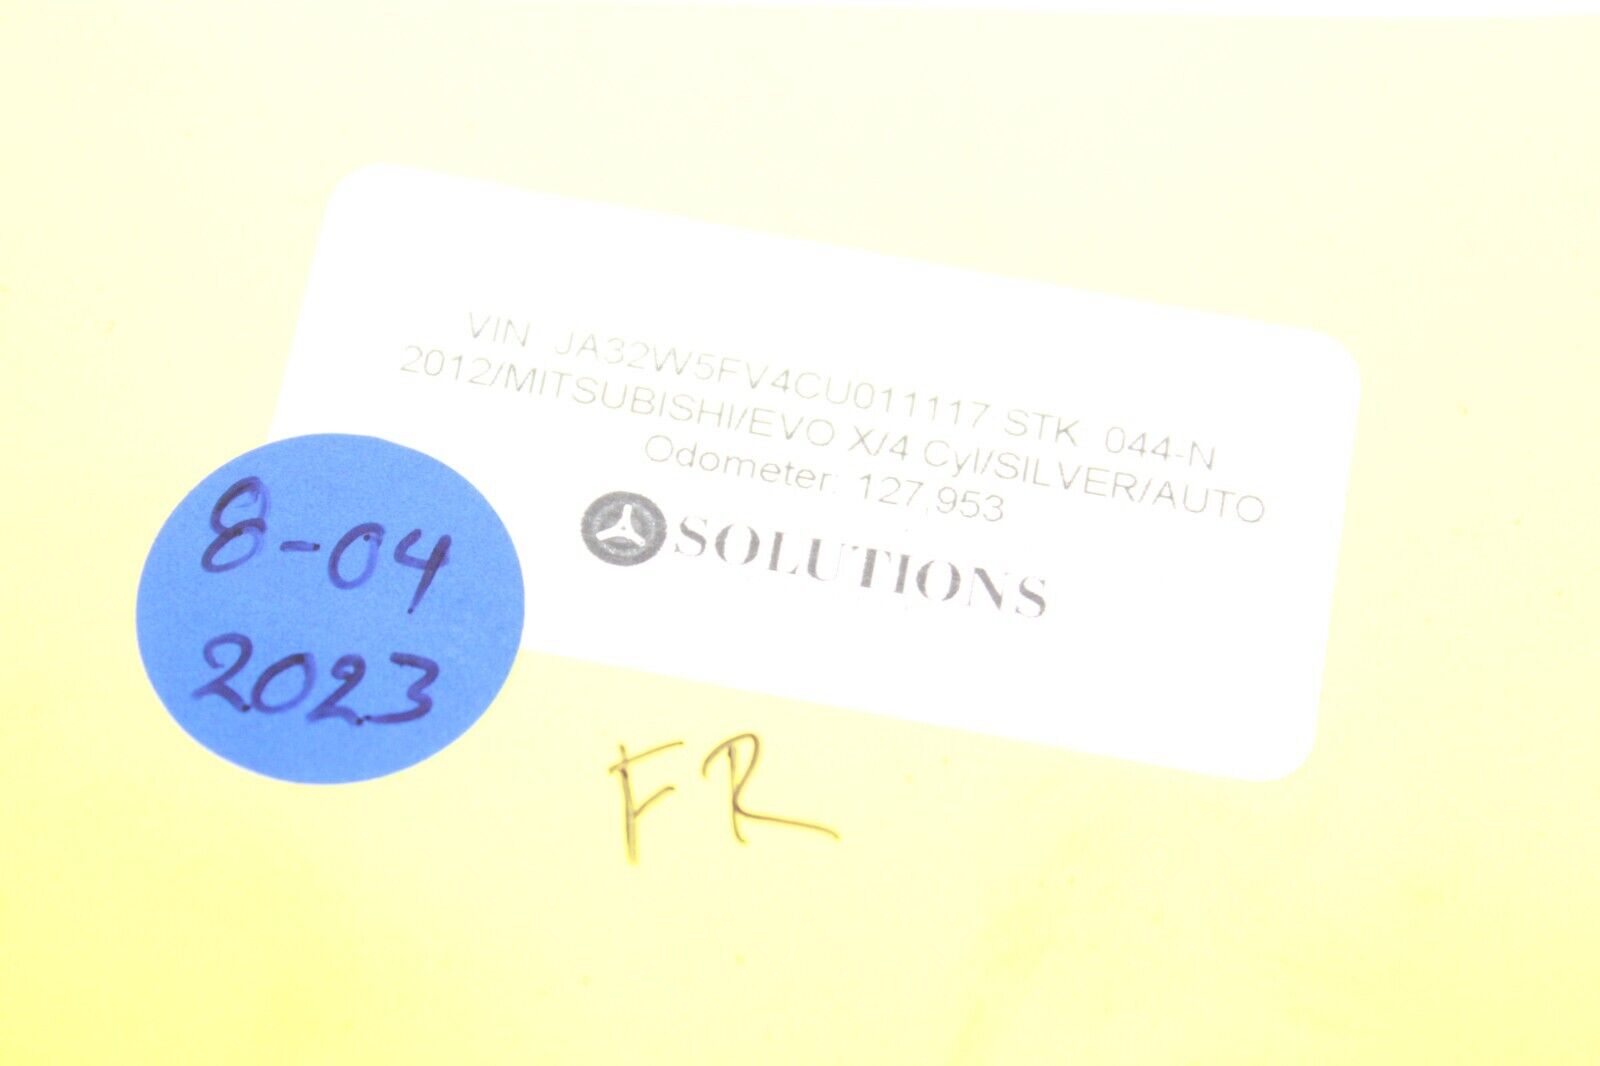 VIN JA32W5FV4CU011117 STK 044-N
2012/MITSUBISHI/EVO X/4 Cyl/SILVER/AUTO
Odometer: 127,953
SOLUTIONS
8-04
2023
FR